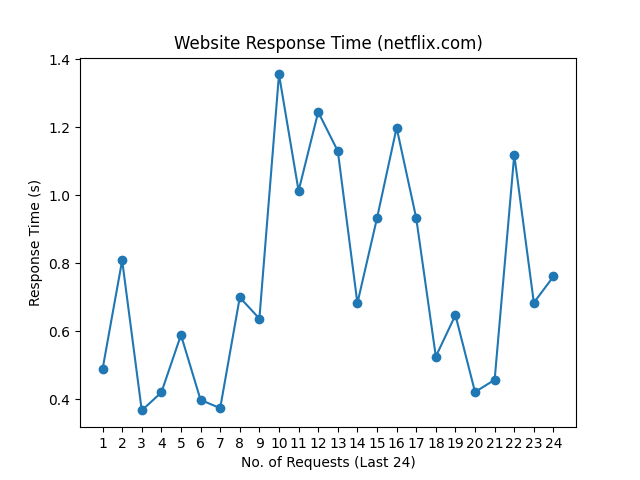 Website Response Time (netflix.com)
Response Time (s)
1.4
1.2
1.0
0.8
0.6
0.4
1 2 3 4 5 6 7 8 9 10 11 12 13 14 15 16 17 18 19 20 21 22 23 24
No. of Requests (Last 24)